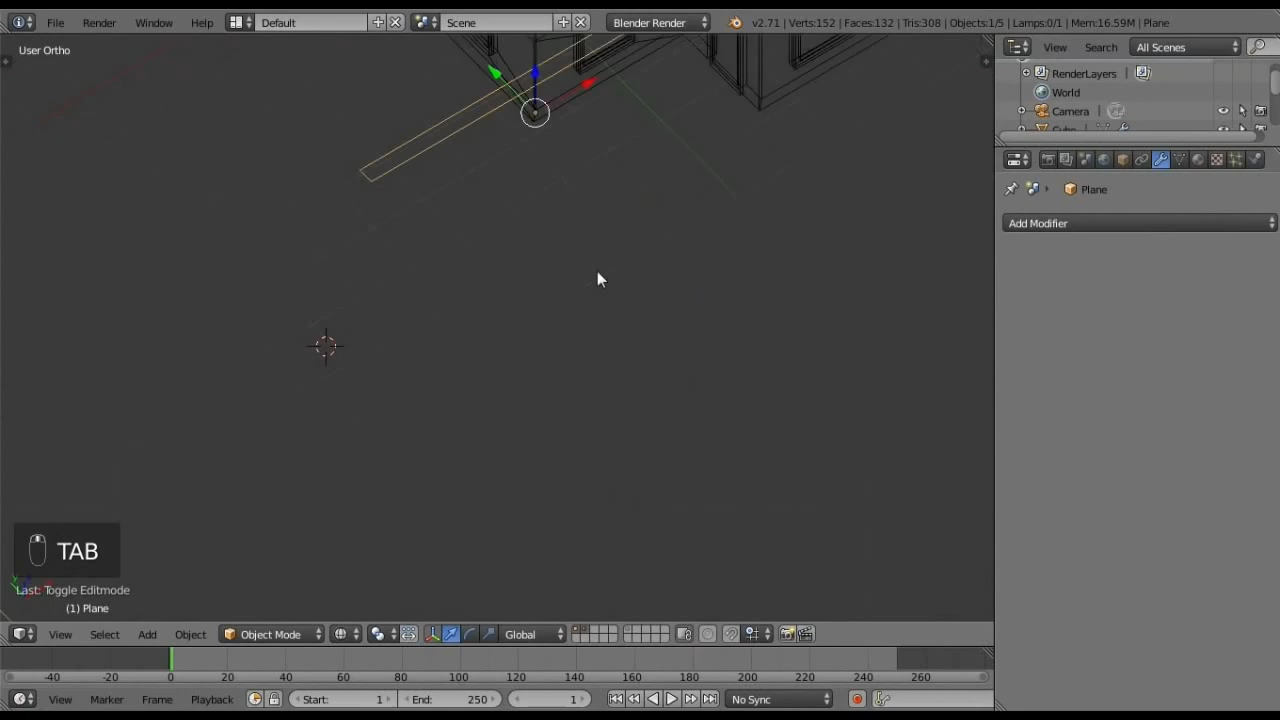 File Render Window Help Default Scene Blender Render v2.71 | Verts:152 | Faces:132 | Tris:308 | Objects:1/5 | Lamps:0/1 | Mem:16.59M | Plane
User Ortho
View Search All Scenes
RenderLayers
World
Camera
Cube
Plane
Add Modifier
TAB
Last: Toggle Editmode
(1) Plane
View Select Add Object Object Mode Global
-40 -20 0 20 40 60 80 100 120 140 160 180 200 220 240 260
View Marker Frame Playback Start: 1 End: 250 1 No Sync